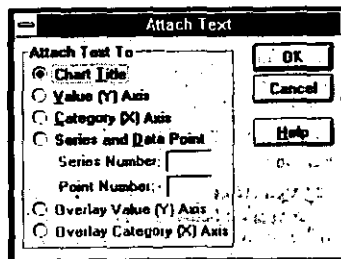 Attach Text
Attach Text To
Chart Title
Value (Y) Axis
Category (X) Axis
Series and Data Point
Series Number:
Point Number:
Overlay Value (Y) Axis
Overlay Category (X) Axis
OK
Cancel
Help